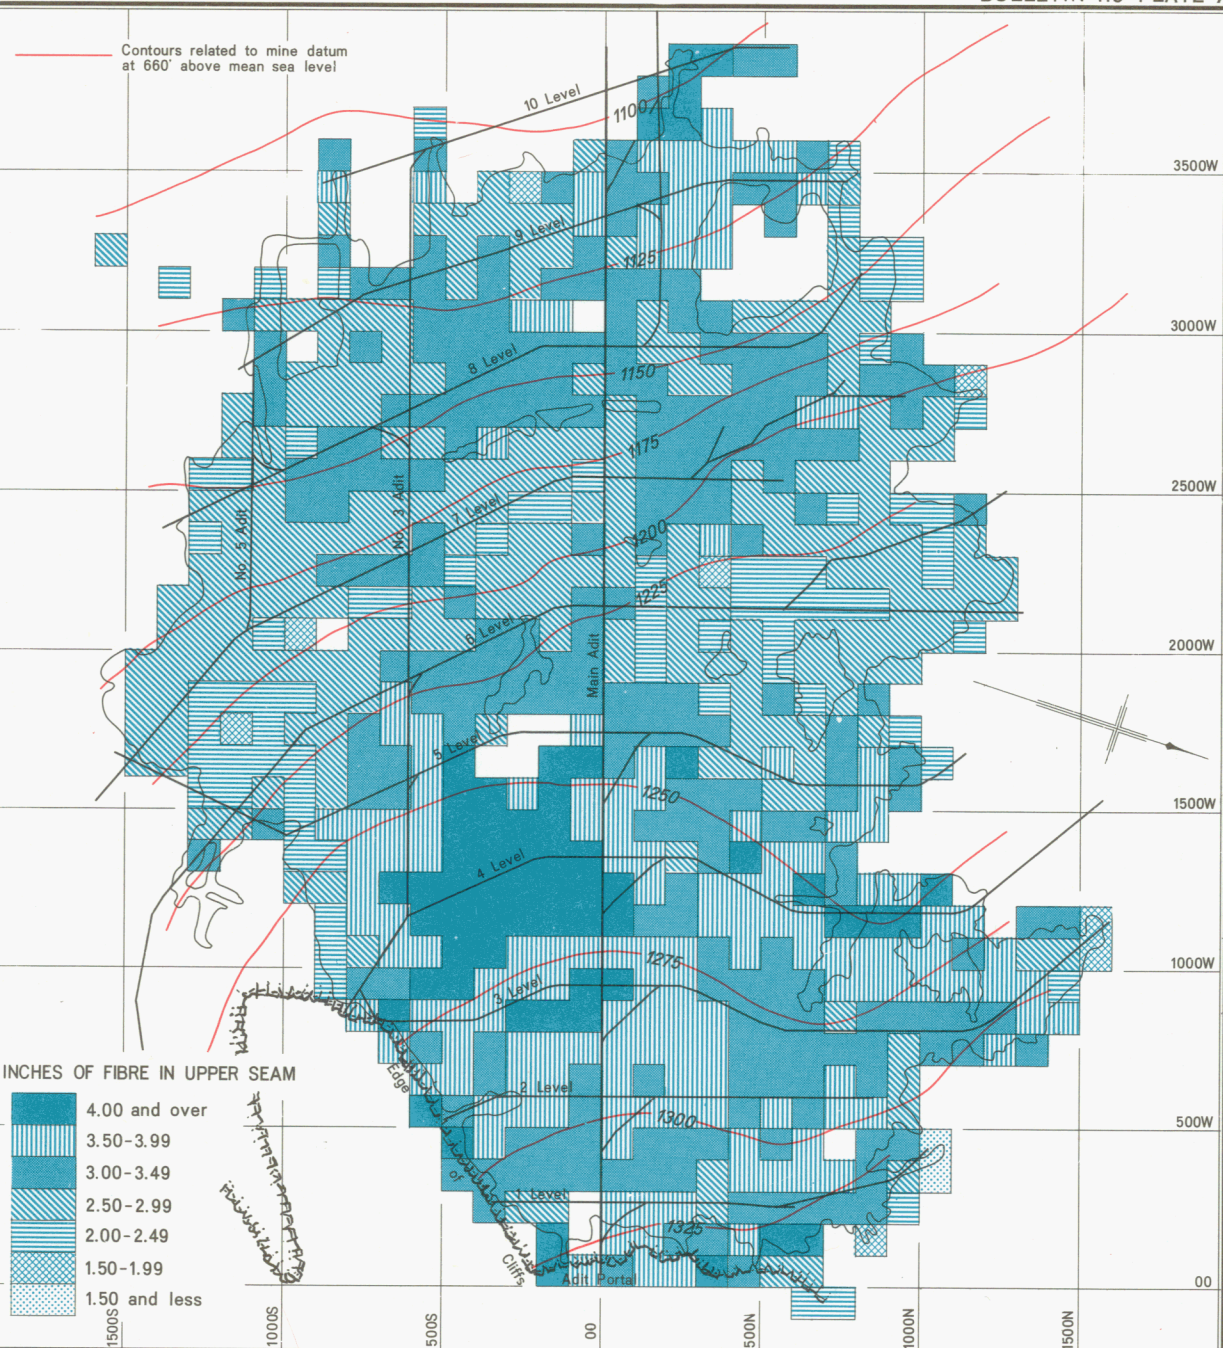 Contours related to mine datum
at 660' above mean sea level
10 Level
1100
3500W
9 Level
1125
3000W
8 Level
1150
1175
2500W
No. 5 Adit
No. 3 Adit
7 Level
1200
1225
6 Level
Main Adit
2000W
5 Level
1250
1500W
4 Level
1275
1000W
3 Level
INCHES OF FIBRE IN UPPER SEAM
4.00 and over
3.50-3.99
3.00-3.49
2.50-2.99
2.00-2.49
1.50-1.99
1.50 and less
Edge
of
Cliffs
2 Level
1300
500W
1 Level
1325
Adit Portal
00
1500S
1000S
500S
00
500N
1000N
1500N